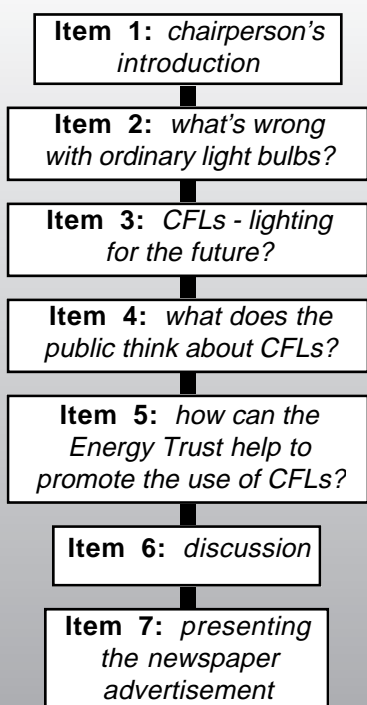 Item 1: chairperson's
introduction
Item 2: what's wrong
with ordinary light bulbs?
Item 3: CFLs - lighting
for the future?
Item 4: what does the
public think about CFLs?
Item 5: how can the
Energy Trust help to
promote the use of CFLs?
Item 6: discussion
Item 7: presenting
the newspaper
advertisement